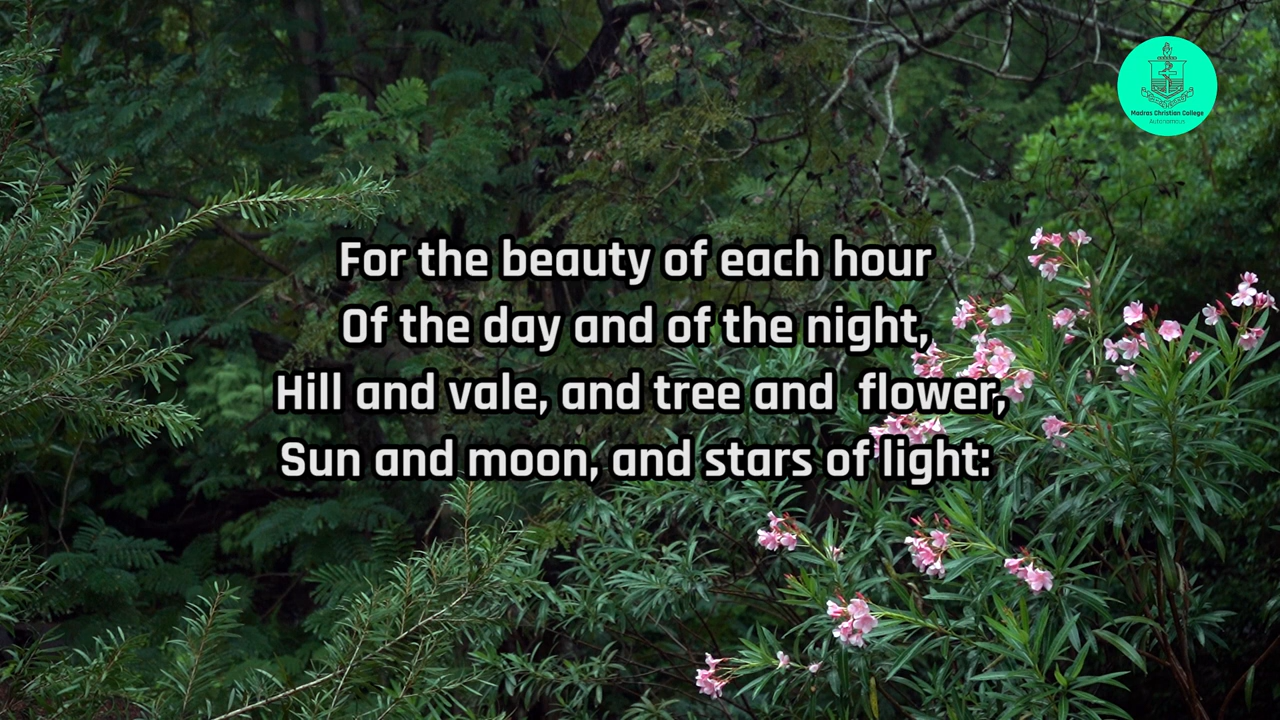 For the beauty of each hour
Of the day and of the night,
Hill and vale, and tree and  flower,
Sun and moon, and stars of light:
Madras Christian College
Autonomous